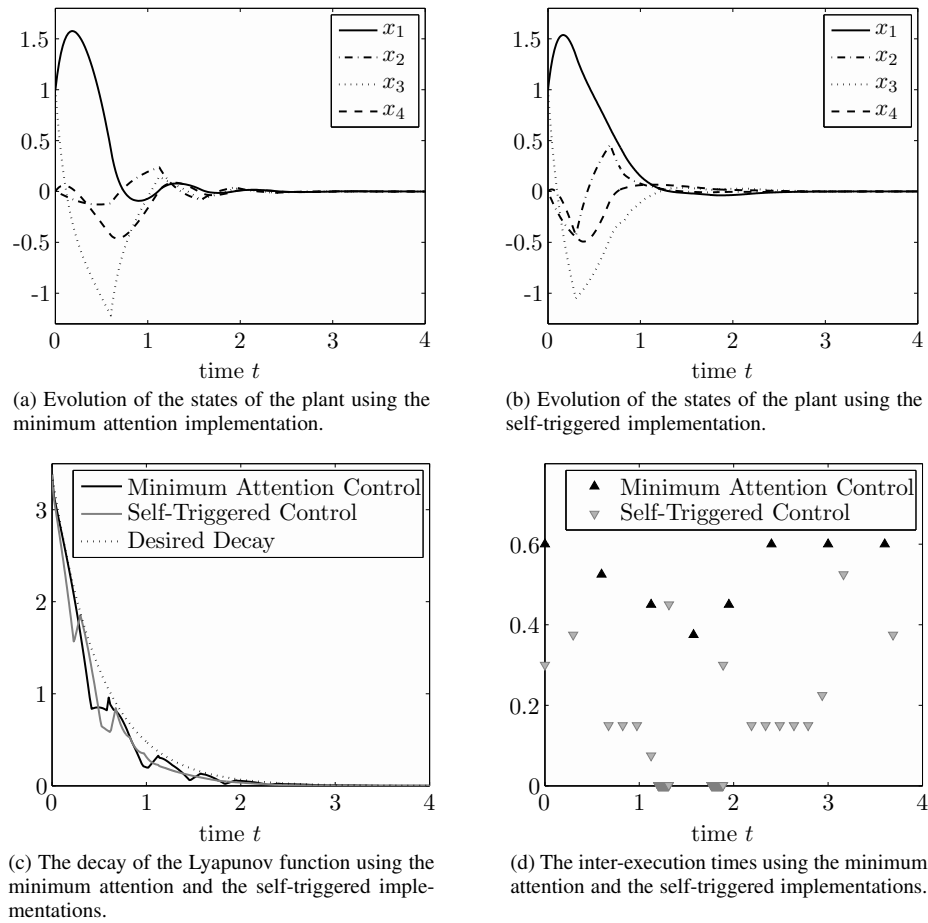 1.5
1
0.5
0
-0.5
-1
0 1 2 3 4
time t
x1
x2
x3
x4
(a) Evolution of the states of the plant using the
minimum attention implementation.
1.5
1
0.5
0
-0.5
-1
0 1 2 3 4
time t
x1
x2
x3
x4
(b) Evolution of the states of the plant using the
self-triggered implementation.
3
2
1
0
0 1 2 3 4
time t
Minimum Attention Control
Self-Triggered Control
Desired Decay
(c) The decay of the Lyapunov function using the
minimum attention and the self-triggered imple-
mentations.
0.6
0.4
0.2
0
0 1 2 3 4
time t
Minimum Attention Control
Self-Triggered Control
(d) The inter-execution times using the minimum
attention and the self-triggered implementations.